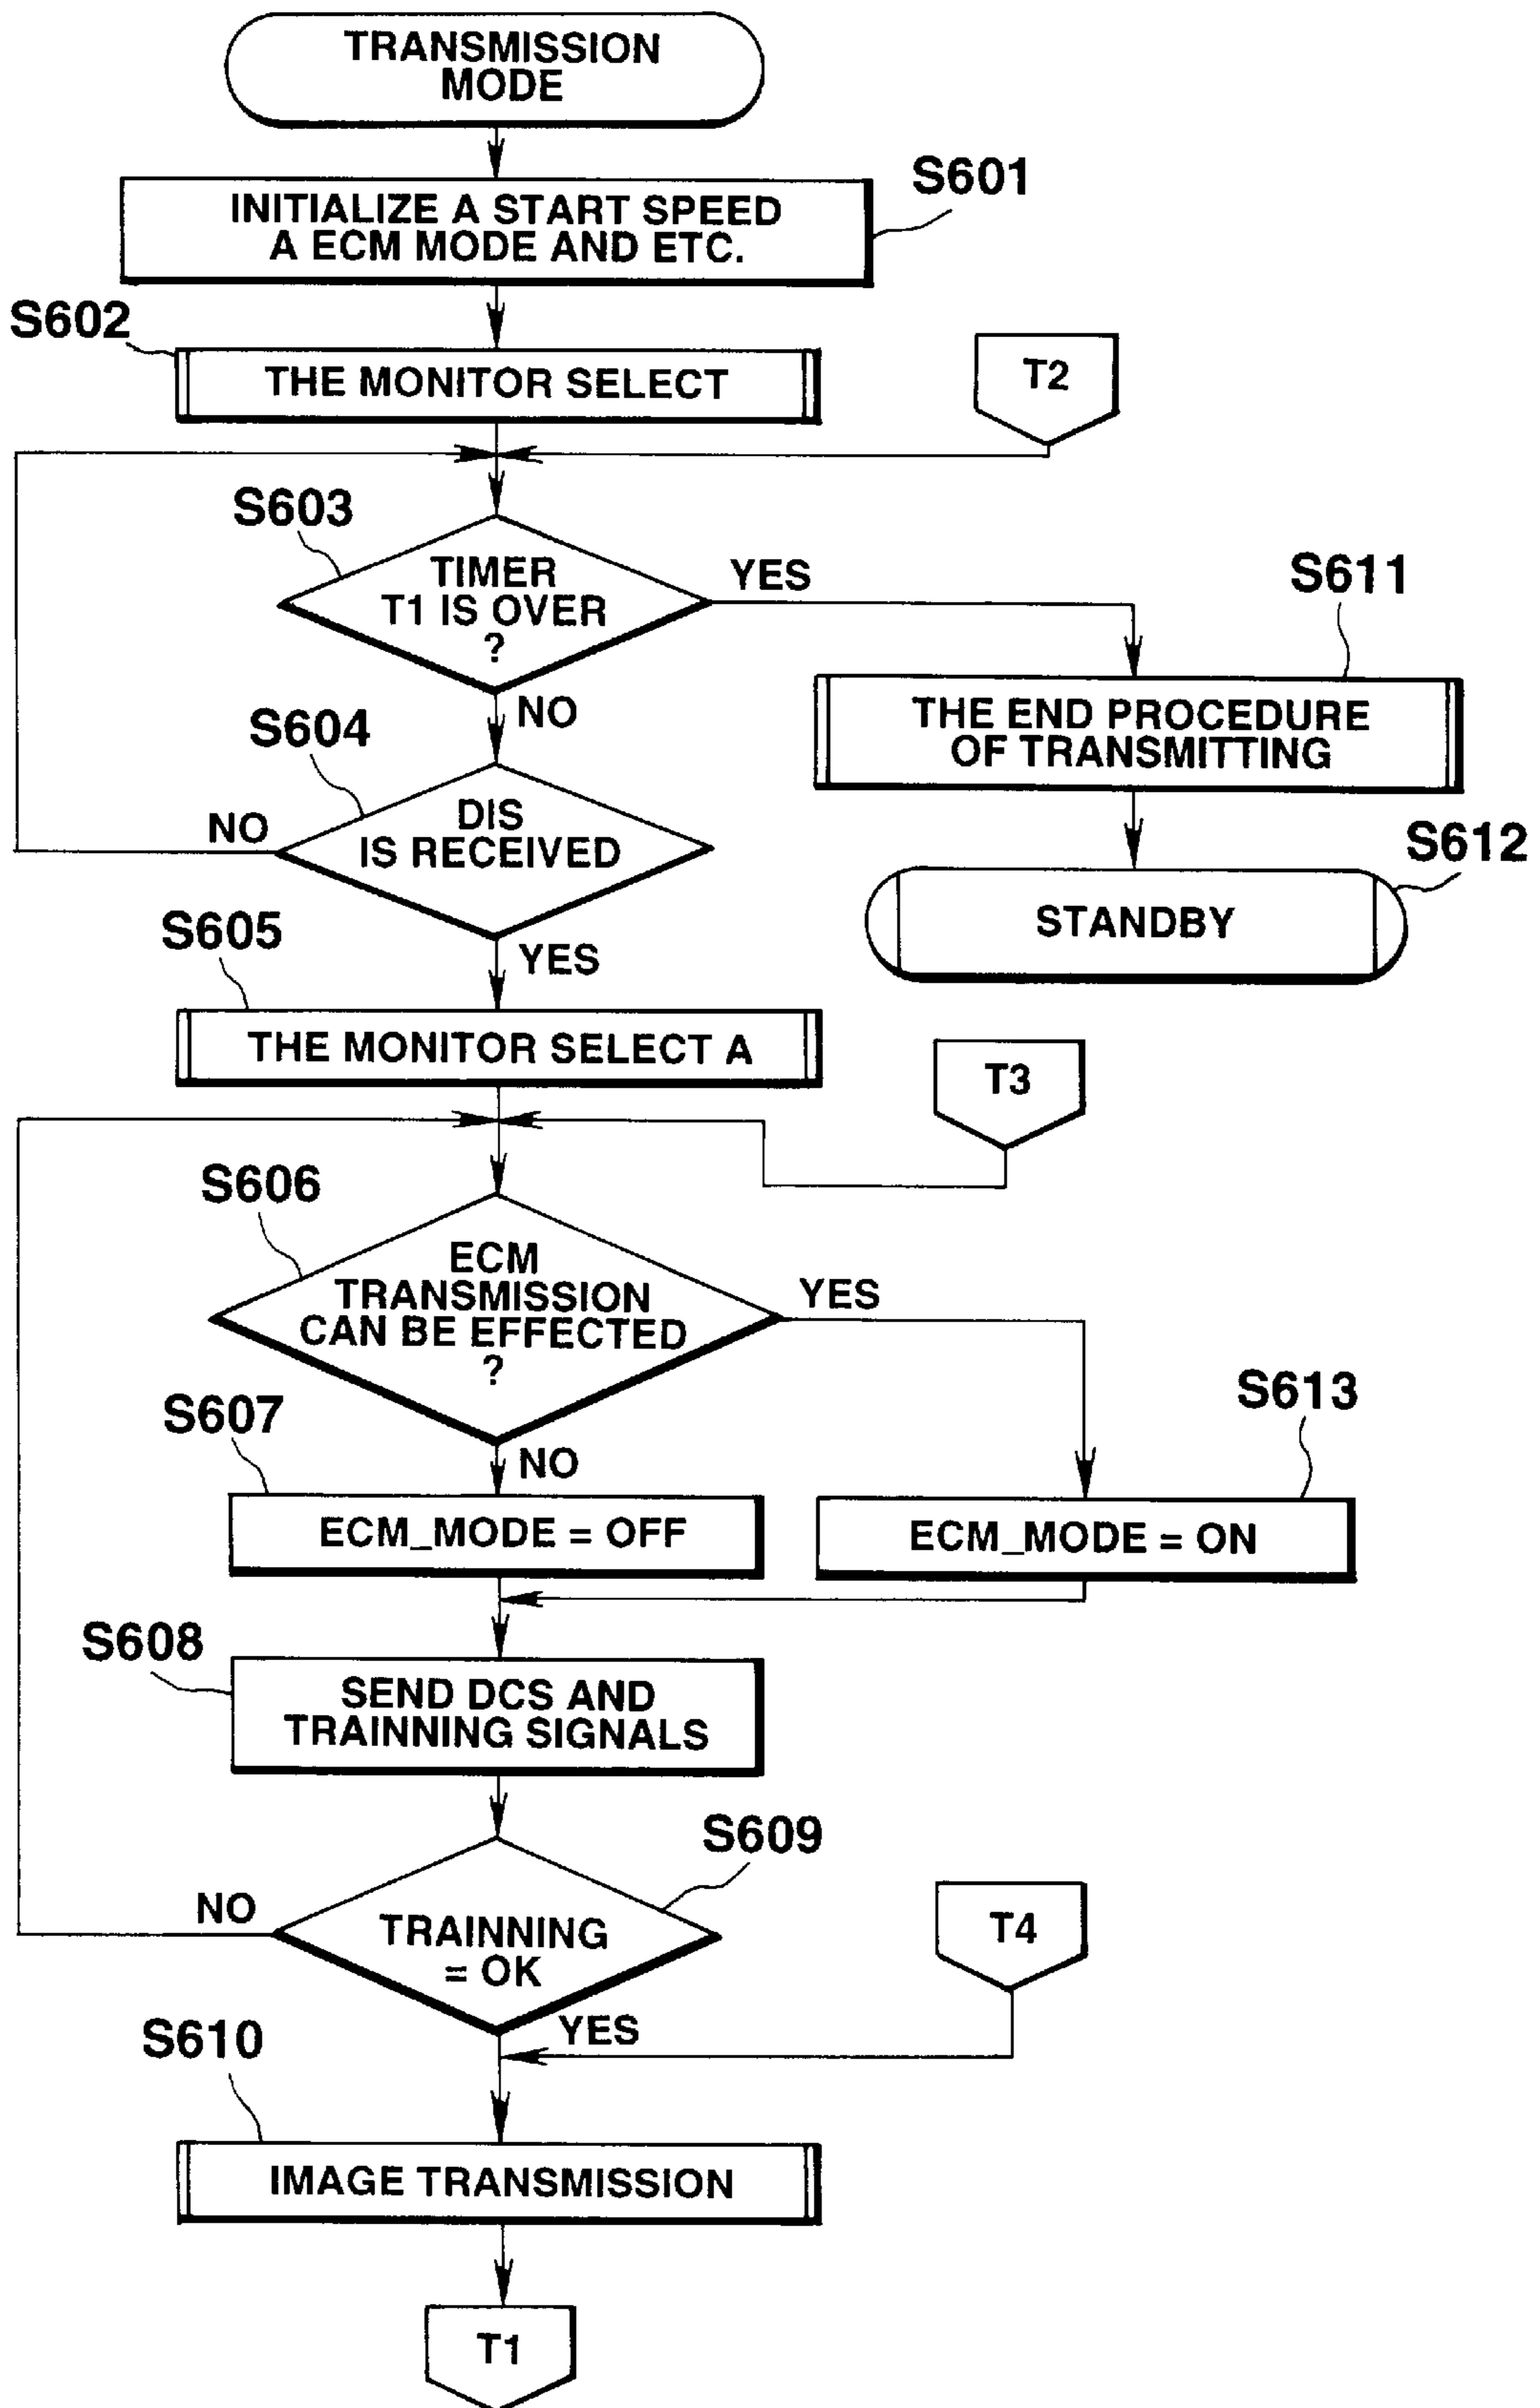 TRANSMISSION
MODE
S601
INITIALIZE A START SPEED
A ECM MODE AND ETC.
S602
THE MONITOR SELECT
T2
S603
TIMER
T1 IS OVER
?
YES
NO
S611
THE END PROCEDURE
OF TRANSMITTING
S604
DIS
IS RECEIVED
NO
YES
S612
STANDBY
S605
THE MONITOR SELECT A
T3
S606
ECM
TRANSMISSION
CAN BE EFFECTED
?
YES
NO
S607
ECM_MODE = OFF
S613
ECM_MODE = ON
S608
SEND DCS AND
TRAINNING SIGNALS
S609
TRAINNING
= OK
NO
YES
T4
S610
IMAGE TRANSMISSION
T1